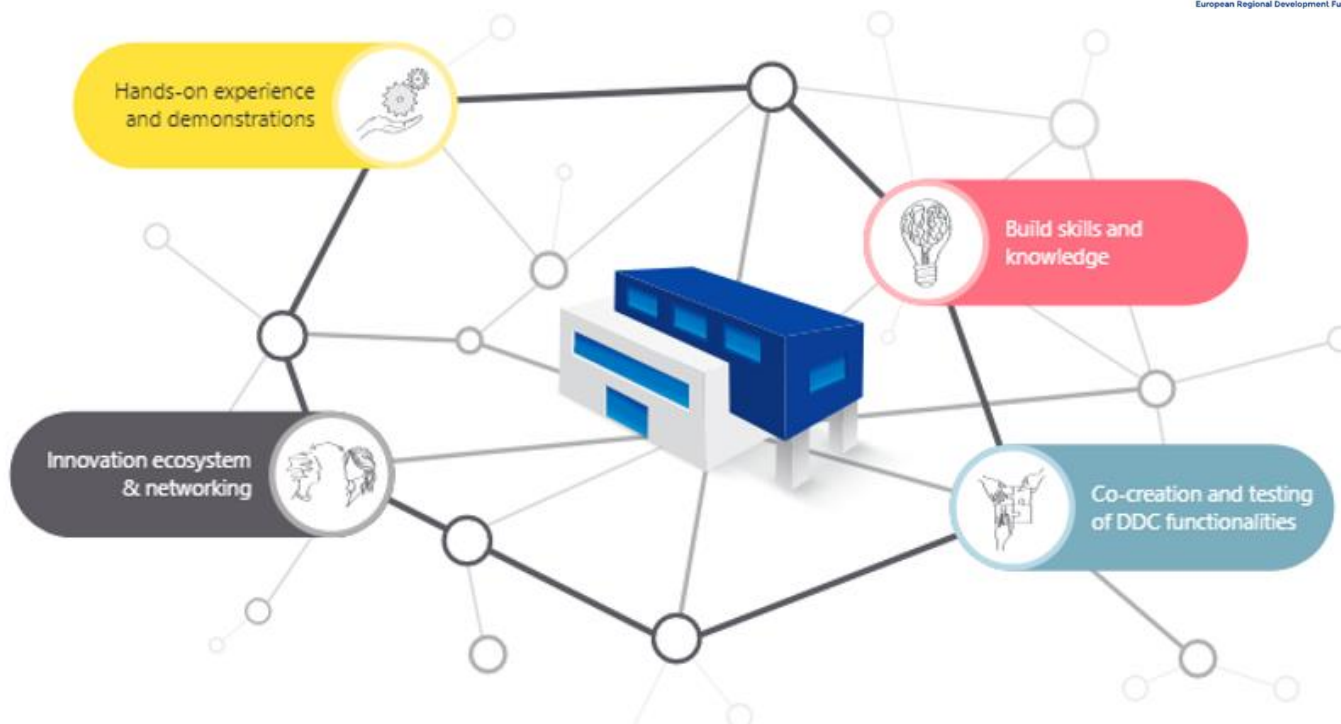 European Regional Development Fu
Hands-on experience
and demonstrations
Build skills and
knowledge
Innovation ecosystem
& networking
Co-creation and testing
of DDC functionalities